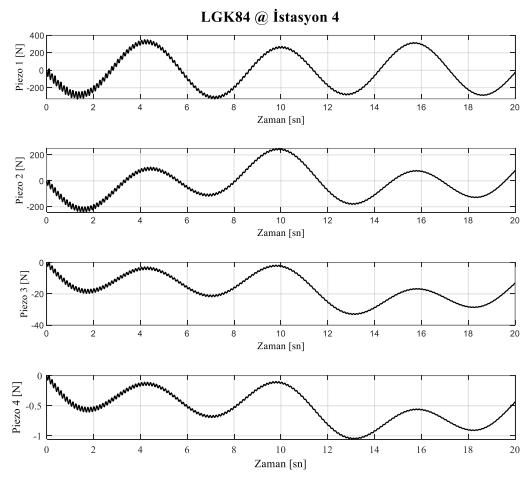 LGK84 @ İstasyon 4
Piezo 1 [N]
400
200
0
-200
0 2 4 6 8 10 12 14 16 18 20
Zaman [sn]
Piezo 2 [N]
200
0
-200
0 2 4 6 8 10 12 14 16 18 20
Zaman [sn]
Piezo 3 [N]
0
-20
-40
0 2 4 6 8 10 12 14 16 18 20
Zaman [sn]
Piezo 4 [N]
0
-0.5
-1
0 2 4 6 8 10 12 14 16 18 20
Zaman [sn]